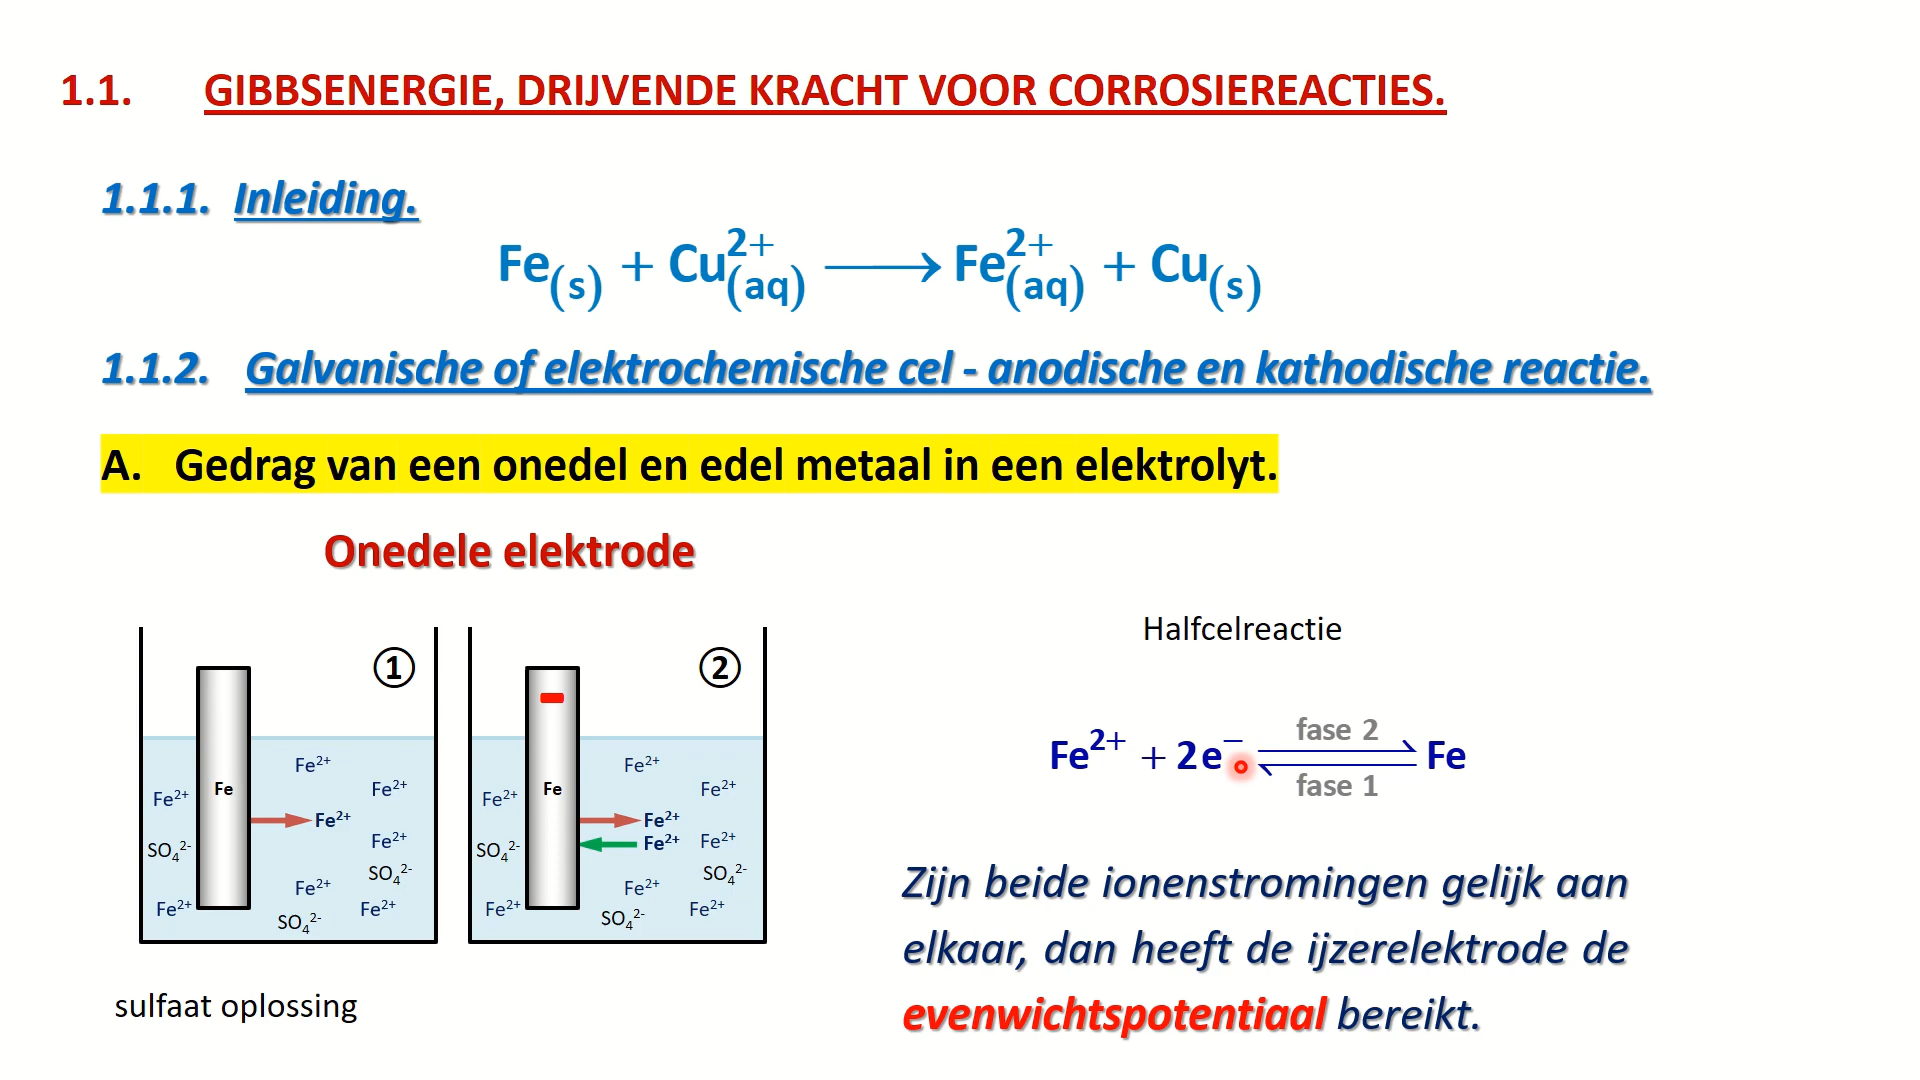 1.1. GIBBSENERGIE, DRIJVENDE KRACHT VOOR CORROSIEREACTIES.
1.1.1. Inleiding.
Fe(s) + Cu2+(aq) ⟶ Fe2+(aq) + Cu(s)
1.1.2. Galvanische of elektrochemische cel - anodische en kathodische reactie.
A. Gedrag van een onedel en edel metaal in een elektrolyt.
Onedele elektrode
①
Fe
Fe2+
Fe2+
Fe2+
Fe2+
Fe2+
SO42-
SO42-
Fe2+
Fe2+
Fe2+
SO42-
②
Fe
Fe2+
Fe2+
Fe2+
Fe2+
Fe2+
Fe2+
SO42-
SO42-
Fe2+
Fe2+
Fe2+
SO42-
sulfaat oplossing
Halfcelreactie
fase 2
Fe2+ + 2e− ⇌ Fe
fase 1
Zijn beide ionenstromingen gelijk aan
elkaar, dan heeft de ijzerelektrode de
evenwichtspotentiaal bereikt.